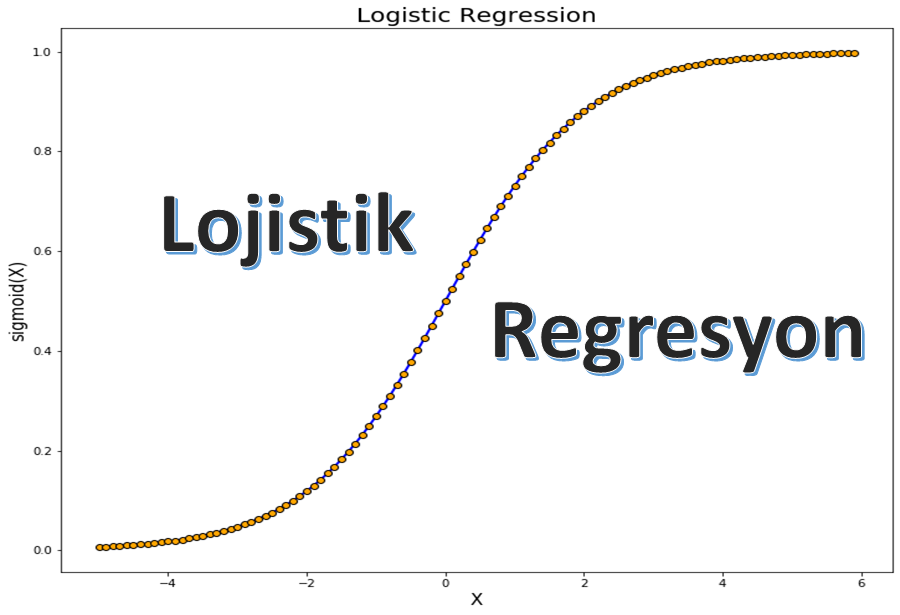 Logistic Regression
1.0
0.8
Lojistik
0.6
sigmoid(X)
Regresyon
0.4
0.2
0.0
−4 −2 0 2 4 6
X